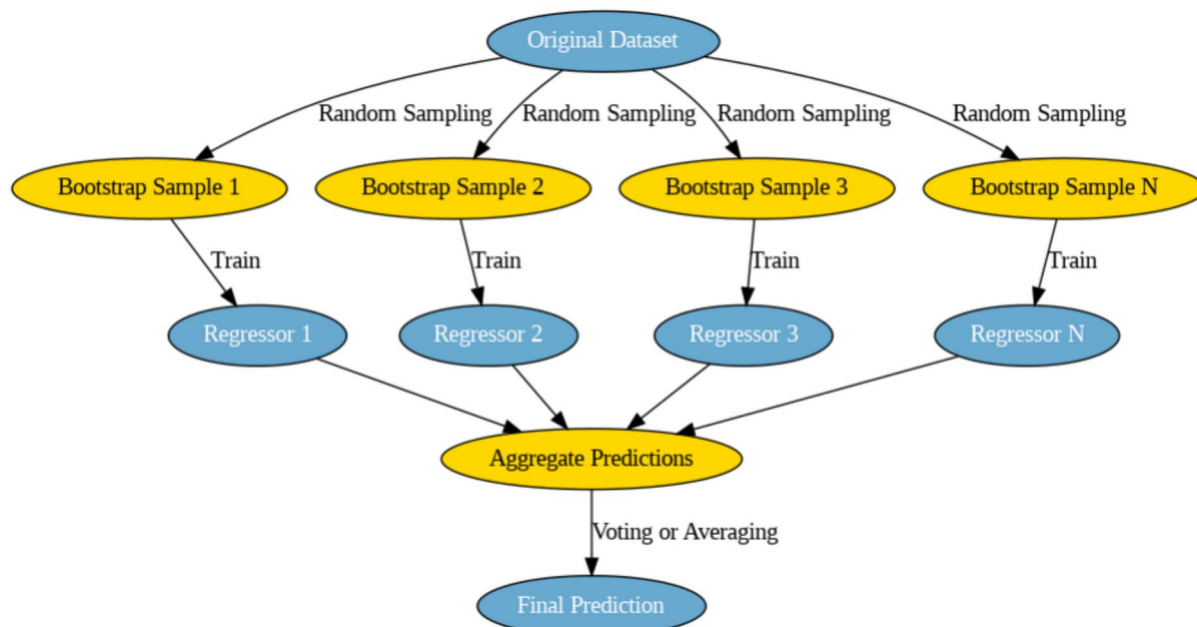 Original Dataset
Random Sampling
Random Sampling
Random Sampling
Random Sampling
Bootstrap Sample 1
Bootstrap Sample 2
Bootstrap Sample 3
Bootstrap Sample N
Train
Train
Train
Train
Regressor 1
Regressor 2
Regressor 3
Regressor N
Aggregate Predictions
Voting or Averaging
Final Prediction